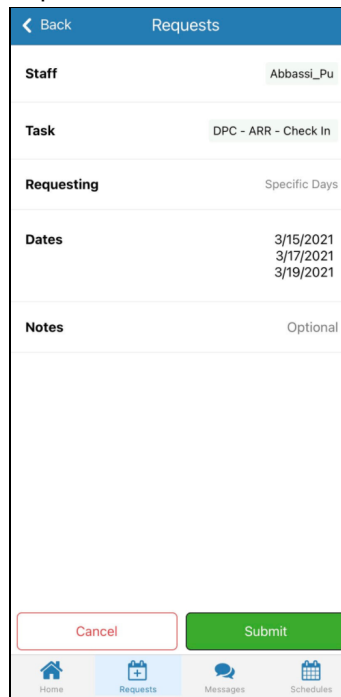 Back Requests
Staff Abbassi_Pu
Task DPC - ARR - Check In
Requesting Specific Days
Dates 3/15/2021
3/17/2021
3/19/2021
Notes Optional
Cancel Submit
Home Requests Messages Schedules